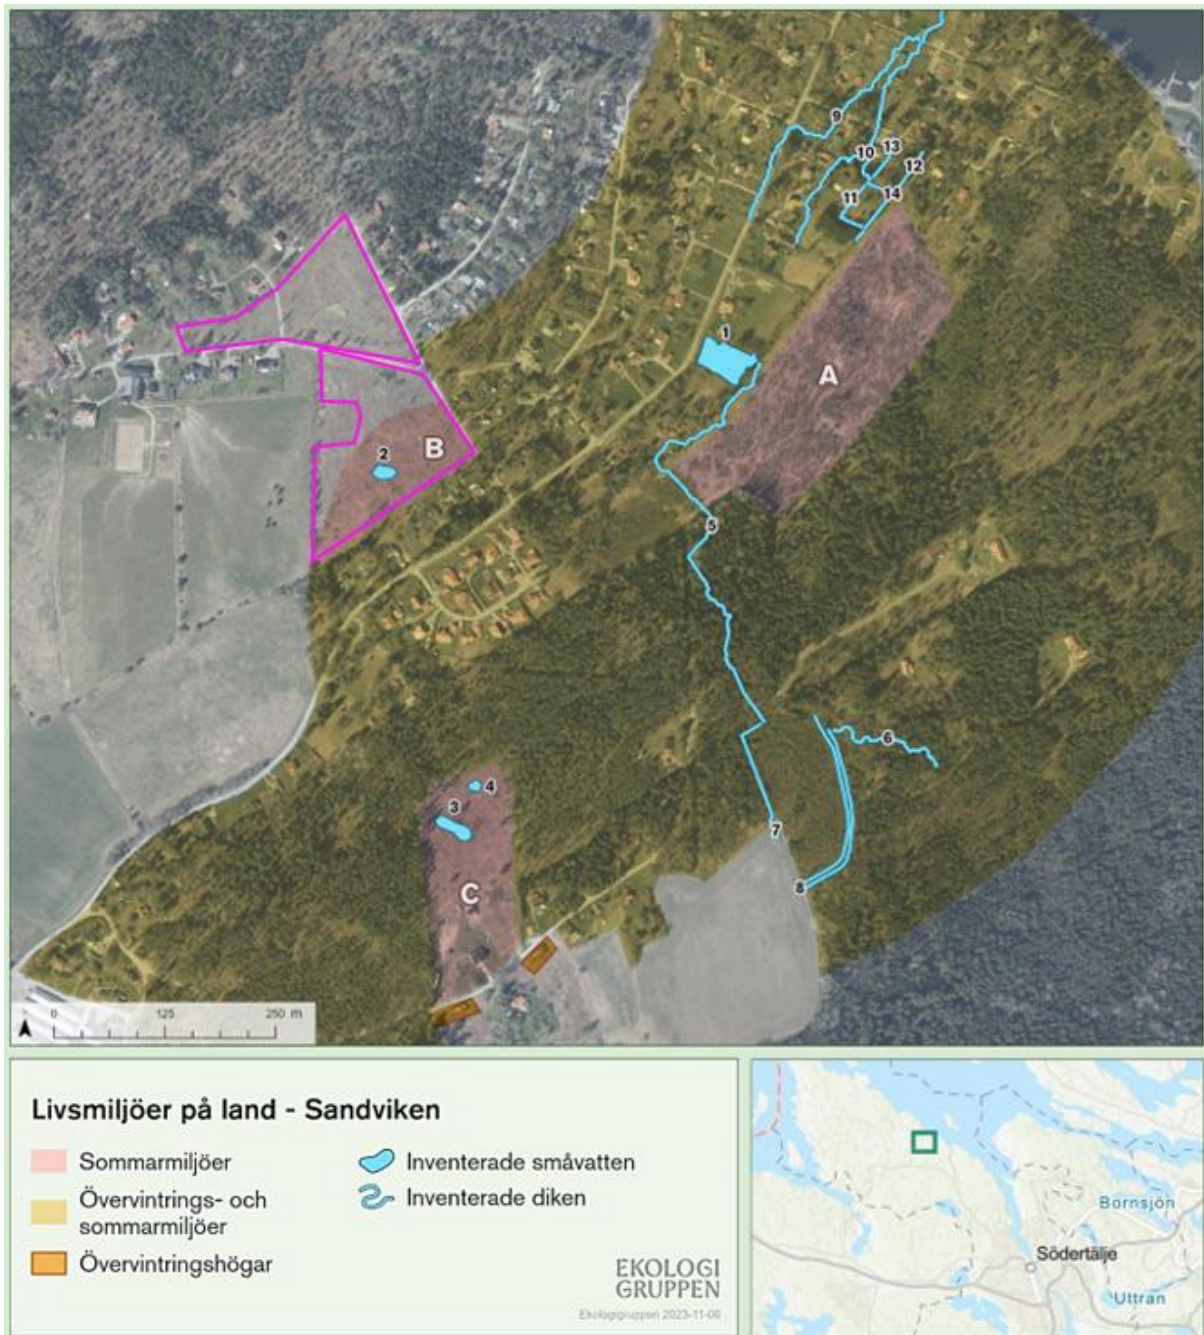 9
13
10
12
11
14
1
A
B
2
5
6
4
3
7
C
8
0 125 250 m
Livsmiljöer på land - Sandviken
Sommarmiljöer
Inventerade småvatten
Övervintrings- och
sommarmiljöer
Inventerade diken
Övervintringshögar
EKOLOGI
GRUPPEN
Ekologigruppen 2023-11-06
Bornsjön
Södertälje
Uttran